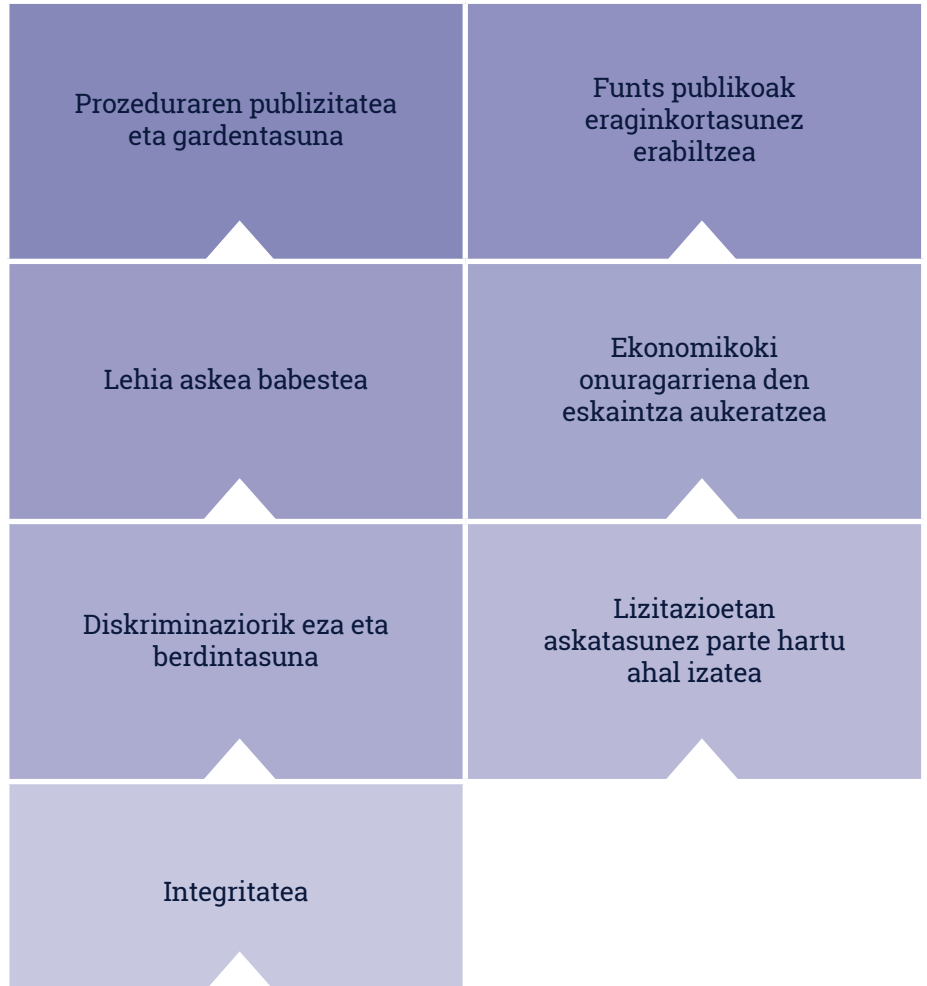 Prozeduraren publizitatea
eta gardentasuna
Funts publikoak
eraginkortasunez
erabiltzea
Lehia askea babestea
Ekonomikoki
onuragarriena den
eskaintza aukeratzea
Diskriminaziorik eza eta
berdintasuna
Lizitazioetan
askatasunez parte hartu
ahal izatea
Integritatea